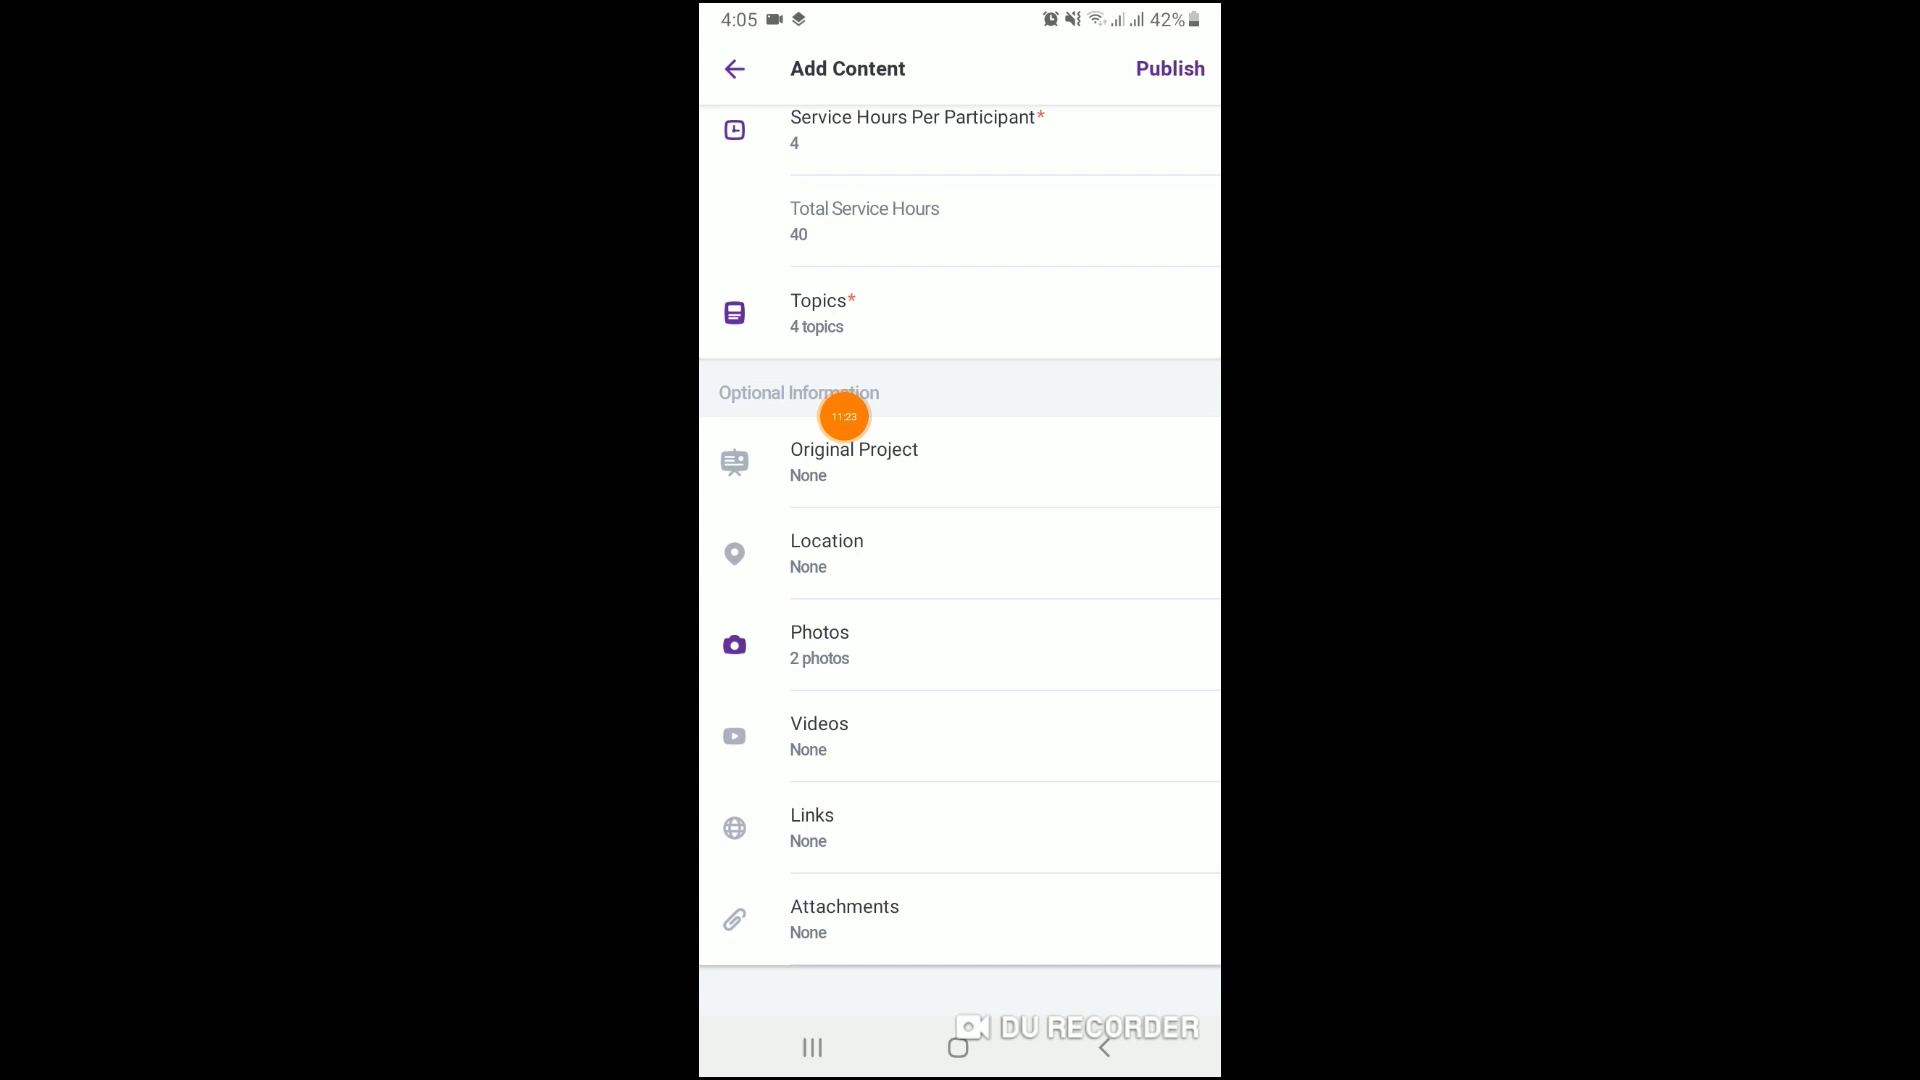 4:05
42%
Add Content
Publish
Service Hours Per Participant*
4
Total Service Hours
40
Topics*
4 topics
Optional Information
11:23
Original Project
None
Location
None
Photos
2 photos
Videos
None
Links
None
Attachments
None
DU RECORDER